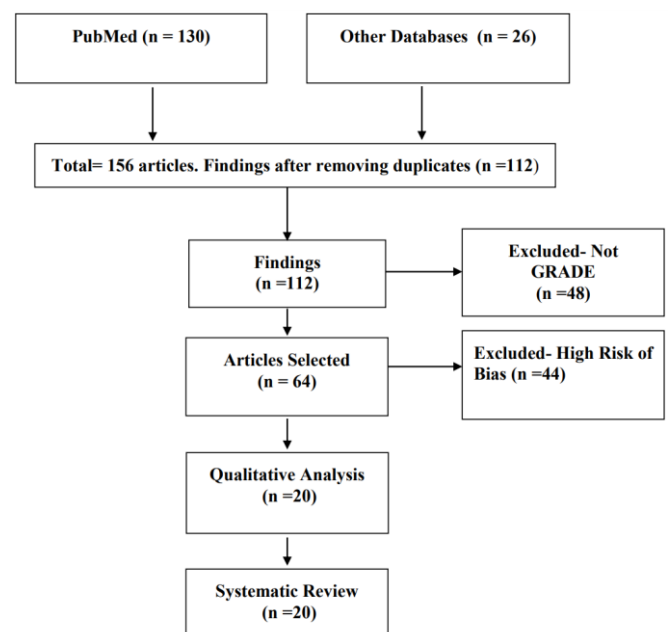 PubMed (n = 130)
Other Databases (n = 26)
Total= 156 articles. Findings after removing duplicates (n =112)
Findings
(n =112)
Excluded- Not
GRADE
(n =48)
Articles Selected
(n = 64)
Excluded- High Risk of
Bias (n =44)
Qualitative Analysis
(n =20)
Systematic Review
(n =20)